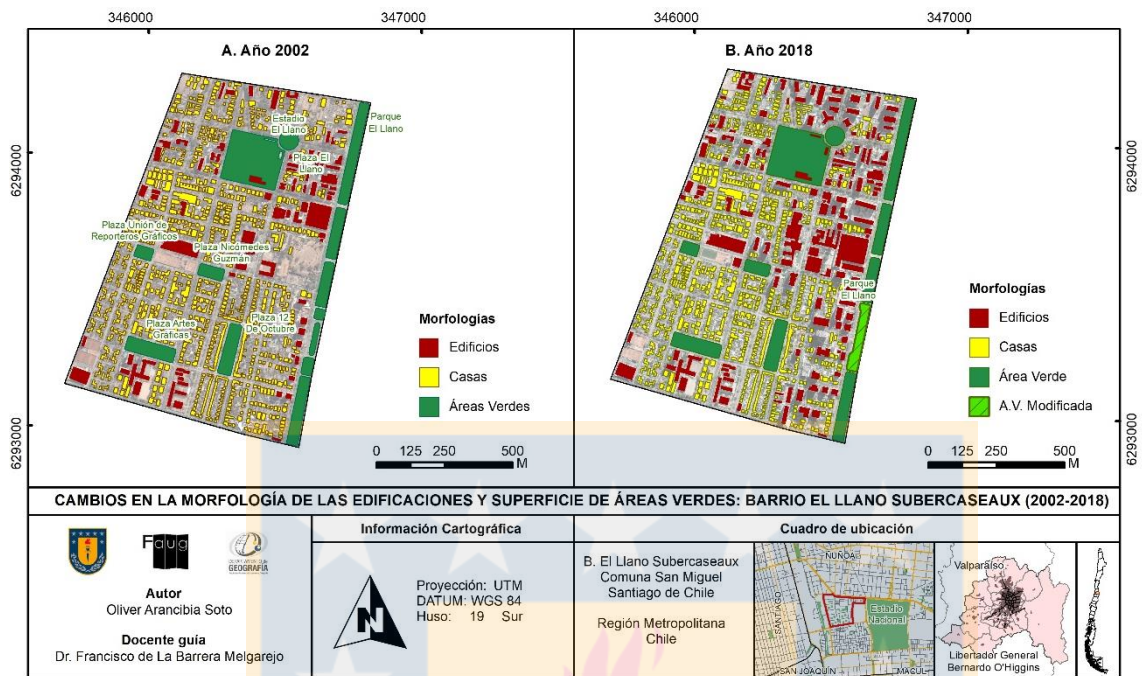 346000
347000
346000
347000
A. Año 2002
B. Año 2018
6294000
6293000
Estadio
El Llano
Parque
El Llano
Plaza El
Llano
Plaza Unión de
Reporteros Gráficos
Plaza Nicómedes
Guzmán
Plaza 12
De Octubre
Plaza Artes
Gráficas
Morfologías
Edificios
Casas
Áreas Verdes
0 125 250 500
M
Parque
El Llano
Morfologías
Edificios
Casas
Área Verde
A.V. Modificada
0 125 250 500
M
6294000
6293000
CAMBIOS EN LA MORFOLOGÍA DE LAS EDIFICACIONES Y SUPERFICIE DE ÁREAS VERDES: BARRIO EL LLANO SUBERCASEAUX (2002-2018)
Faug
GEOGRAFÍA
Autor
Oliver Arancibia Soto
Docente guía
Dr. Francisco de La Barrera Melgarejo
Información Cartográfica
N
Proyección: UTM
DATUM: WGS 84
Huso: 19 Sur
Cuadro de ubicación
B. El Llano Subercaseaux
Comuna San Miguel
Santiago de Chile
Región Metropolitana
Chile
ÑUÑOA
SANTIAGO
Estadio
Nacional
SAN JOAQUÍN
MACUL
Valparaíso
Libertador General
Bernardo O'Higgins